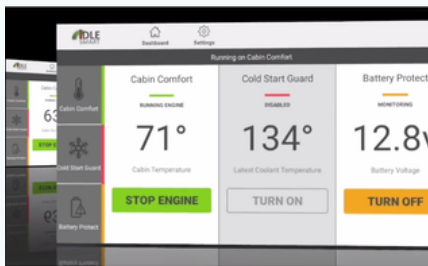 IDLE
SMART
Dashboard
Settings
Running on Cabin Comfort
Cabin Comfort
Cold Start Guard
Battery Protect
Cabin Comfort
RUNNING ENGINE
71°
Cabin Temperature
STOP ENGINE
Cold Start Guard
DISABLED
134°
Latest Coolant Temperature
TURN ON
Battery Protect
MONITORING
12.8v
Battery Voltage
TURN OFF